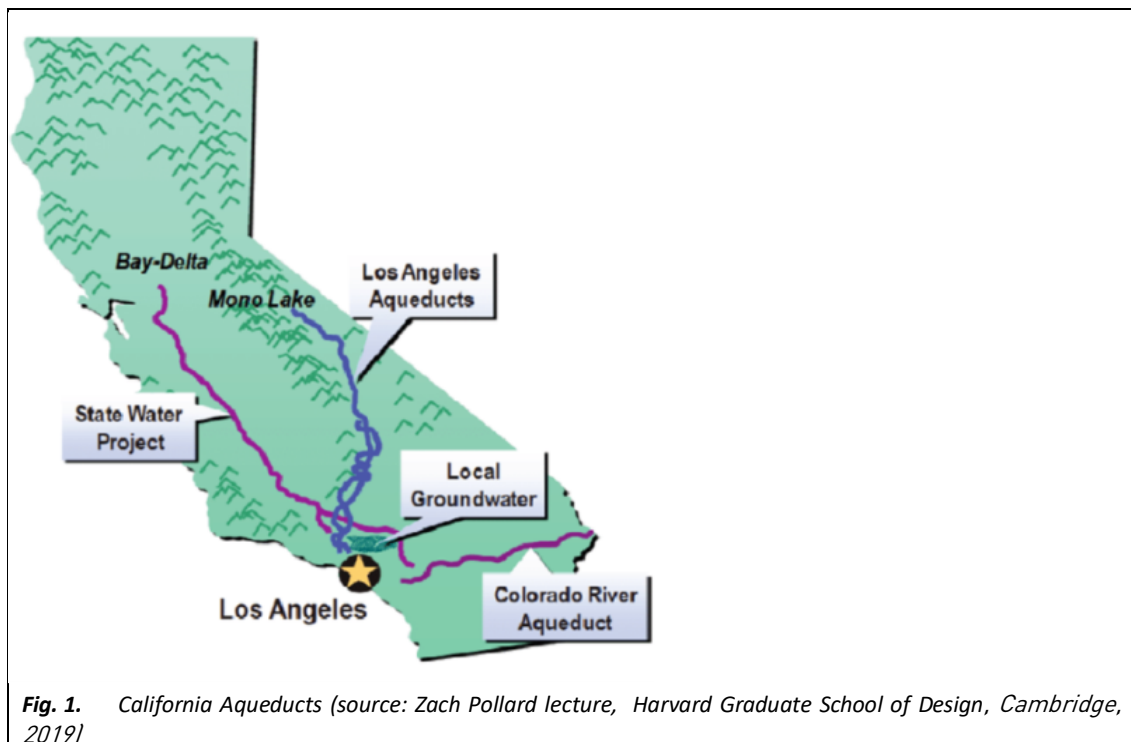 Bay-Delta
Mono Lake
Los Angeles
Aqueducts
State Water
Project
Local
Groundwater
Los Angeles
Colorado River
Aqueduct
Fig. 1. California Aqueducts (source: Zach Pollard lecture, Harvard Graduate School of Design, Cambridge,
2019)